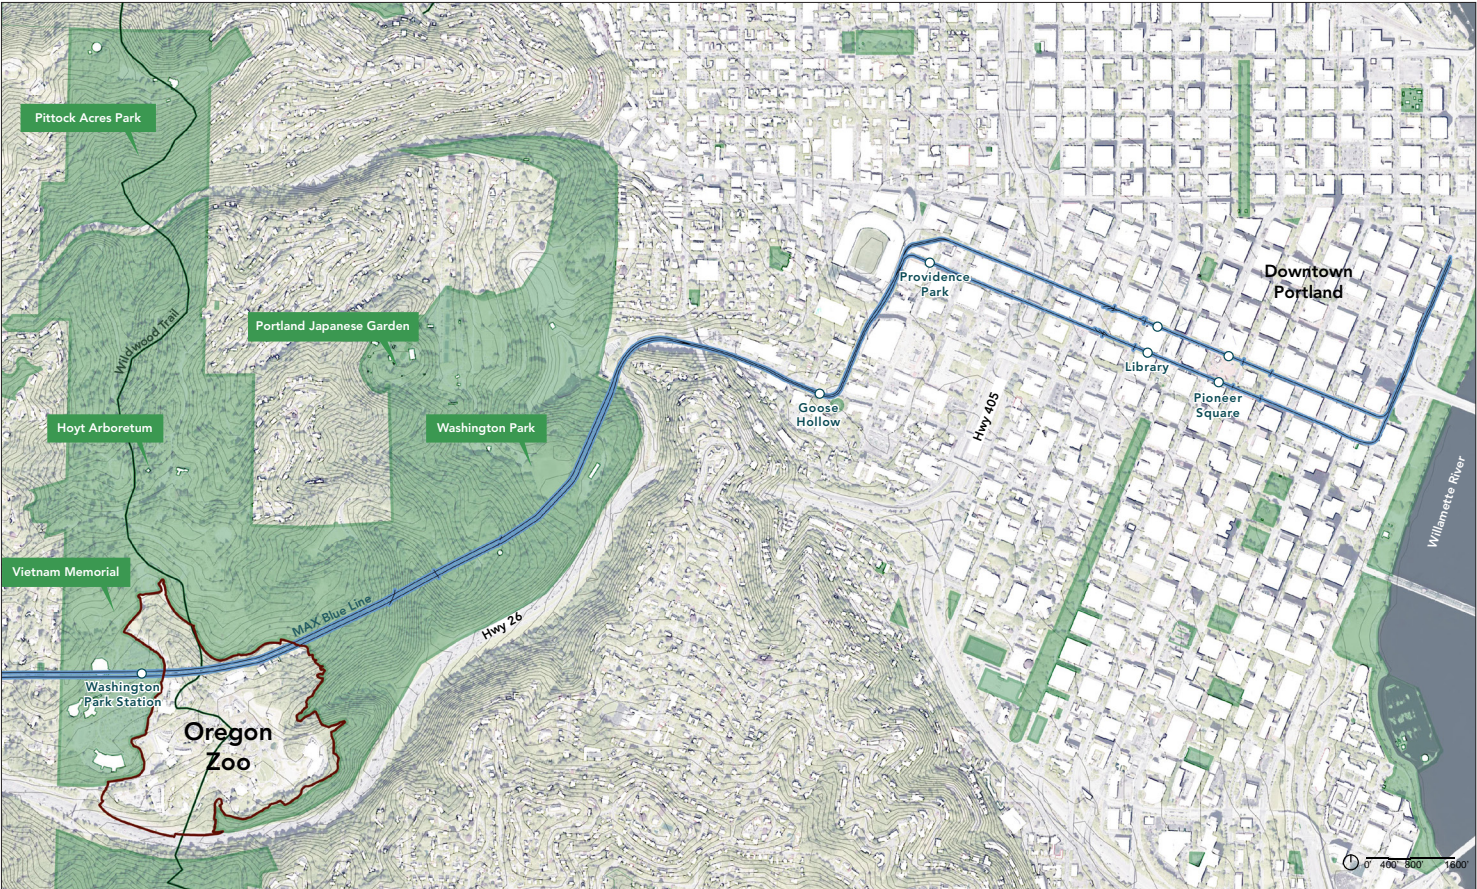 Pittock Acres Park
Wildwood Trail
Portland Japanese Garden
Hoyt Arboretum
Washington Park
Vietnam Memorial
MAX Blue Line
Hwy 26
Washington
Park Station
Oregon
Zoo
Goose
Hollow
Providence
Park
Hwy 405
Library
Pioneer
Square
Downtown
Portland
Willamette River
0' 400' 800' 1600'